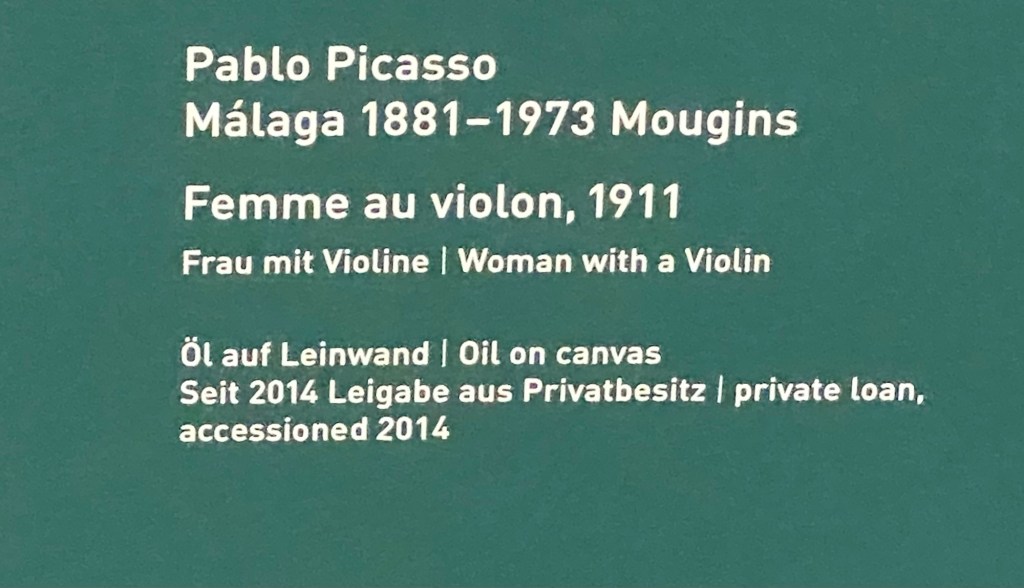 Pablo Picasso
Málaga 1881–1973 Mougins
Femme au violon, 1911
Frau mit Violine | Woman with a Violin
Öl auf Leinwand | Oil on canvas
Seit 2014 Leigabe aus Privatbesitz | private loan,
accessioned 2014